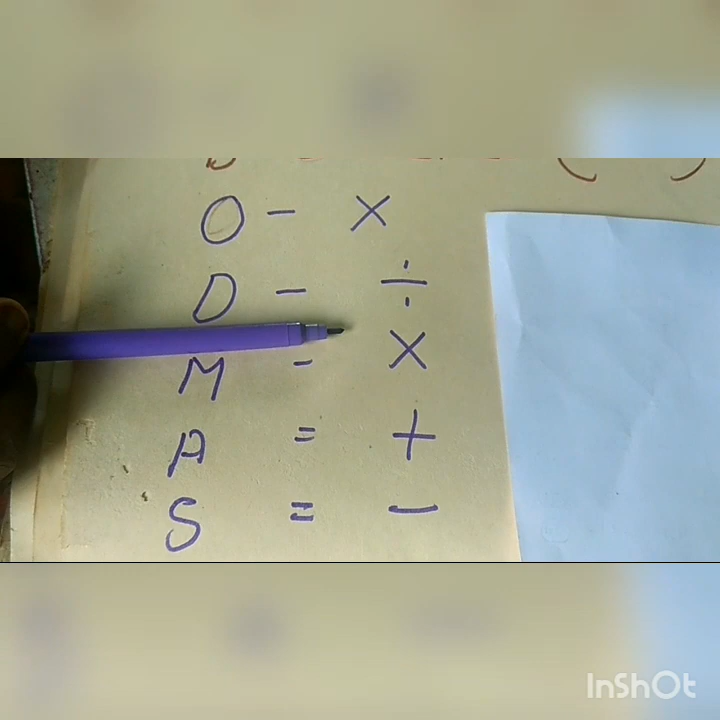 O - ×
D - ÷
M - ×
A = +
S = -
InShOt